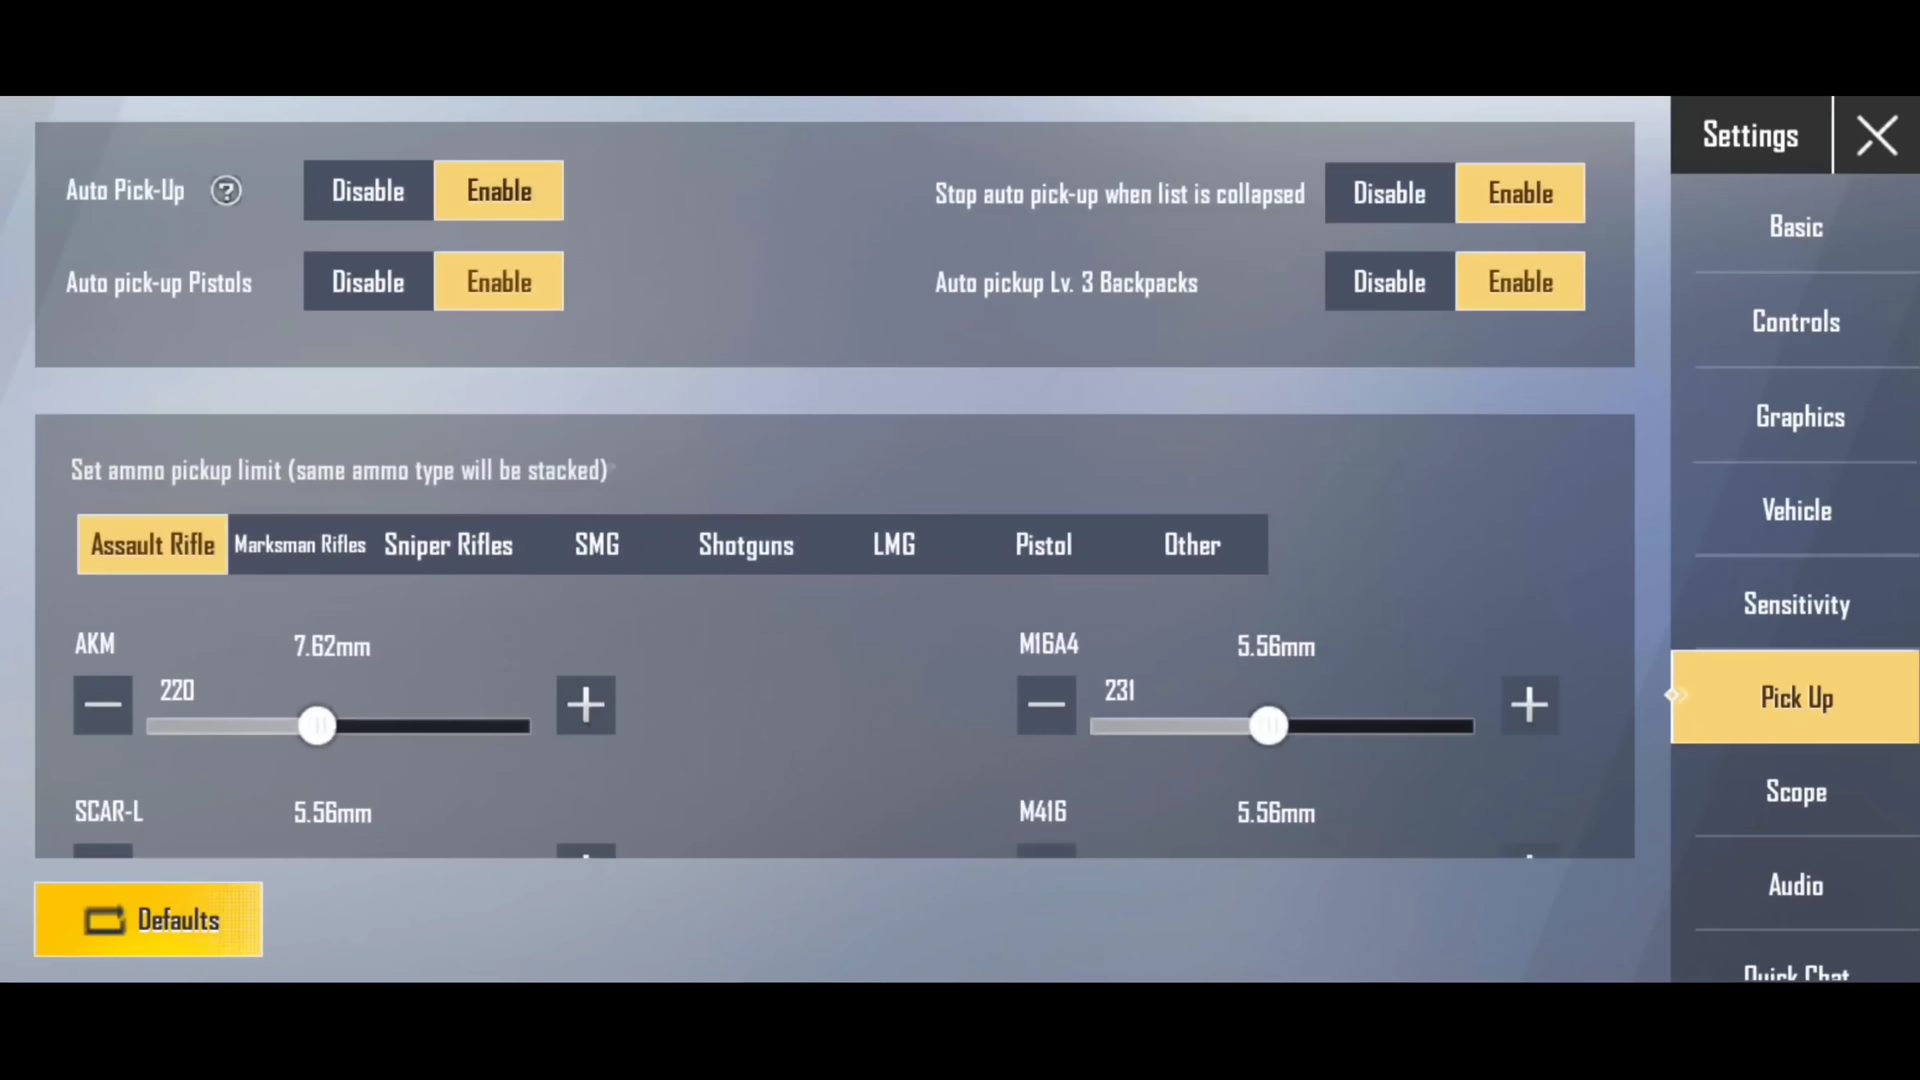 Settings
Auto Pick-Up ? Disable Enable
Stop auto pick-up when list is collapsed Disable Enable
Auto pick-up Pistols Disable Enable
Auto pickup Lv. 3 Backpacks Disable Enable
Set ammo pickup limit (same ammo type will be stacked)
Assault Rifle Marksman Rifles Sniper Rifles SMG Shotguns LMG Pistol Other
AKM 7.62mm
220
M16A4 5.56mm
231
SCAR-L 5.56mm
M416 5.56mm
Defaults
Basic
Controls
Graphics
Vehicle
Sensitivity
Pick Up
Scope
Audio
Quick Chat